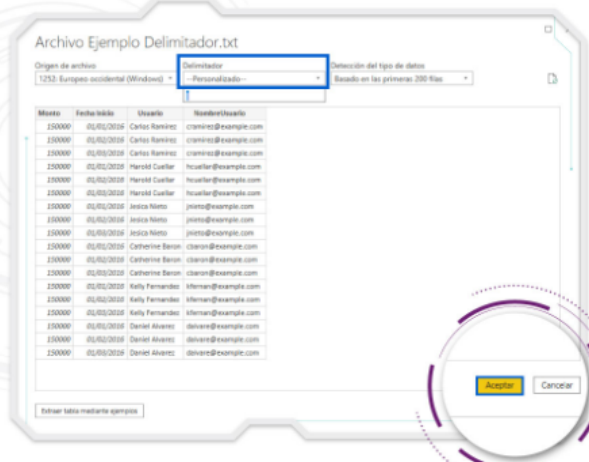 Archivo Ejemplo Delimitador.txt
Origen de archivo Delimitador Detección del tipo de datos
1252: Europeo occidental (Windows) --Personalizado-- Basado en las primeras 200 filas
Monto Fecha Inicio Usuario NombreUsuario
150000 01/01/2016 Carlos Ramirez cramirez@example.com
150000 01/02/2016 Carlos Ramirez cramirez@example.com
150000 01/03/2016 Carlos Ramirez cramirez@example.com
150000 01/01/2016 Harold Cuellar hcuellar@example.com
150000 01/02/2016 Harold Cuellar hcuellar@example.com
150000 01/03/2016 Harold Cuellar hcuellar@example.com
150000 01/01/2016 Jesica Nieto jnieto@example.com
150000 01/02/2016 Jesica Nieto jnieto@example.com
150000 01/03/2016 Jesica Nieto jnieto@example.com
150000 01/01/2016 Catherine Baron cbaron@example.com
150000 01/02/2016 Catherine Baron cbaron@example.com
150000 01/03/2016 Catherine Baron cbaron@example.com
150000 01/01/2016 Kelly Fernandez kfernan@example.com
150000 01/02/2016 Kelly Fernandez kfernan@example.com
150000 01/03/2016 Kelly Fernandez kfernan@example.com
150000 01/01/2016 Daniel Alvarez dalvare@example.com
150000 01/02/2016 Daniel Alvarez dalvare@example.com
150000 01/03/2016 Daniel Alvarez dalvare@example.com
Aceptar Cancelar
Extraer tabla mediante ejemplos